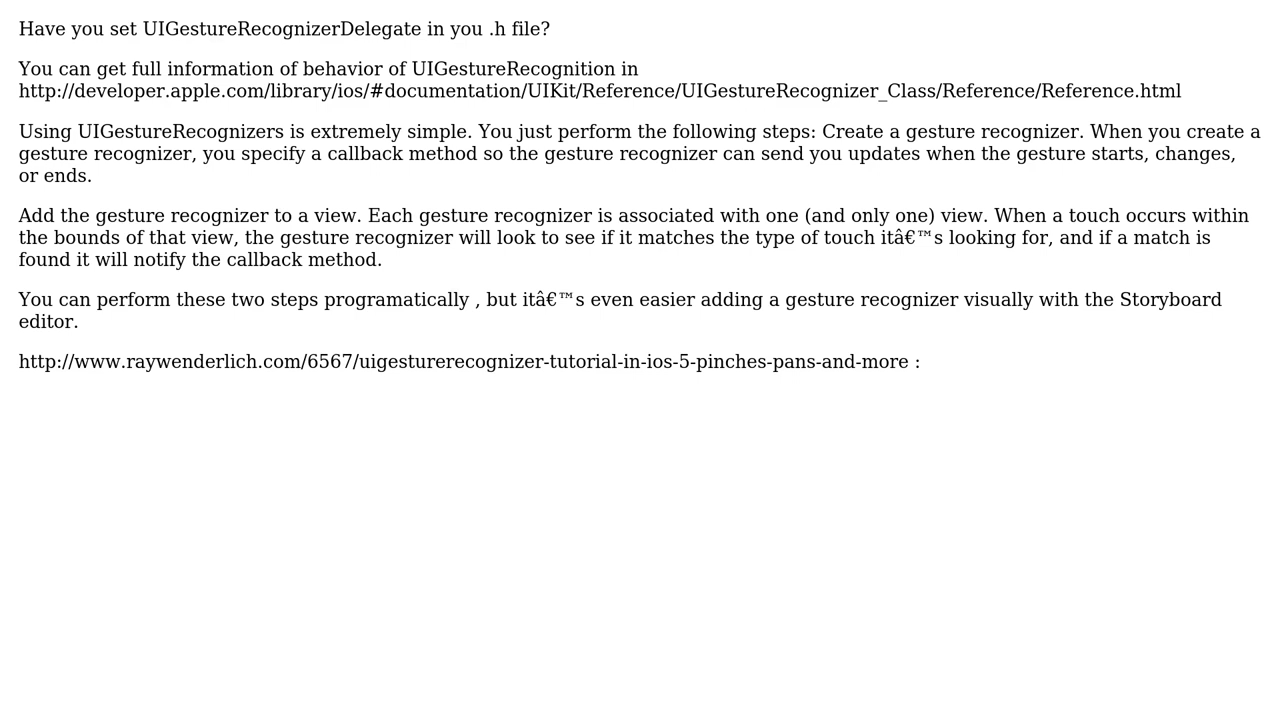 Have you set UIGestureRecognizerDelegate in you .h file?
You can get full information of behavior of UIGestureRecognition in
http://developer.apple.com/library/ios/#documentation/UIKit/Reference/UIGestureRecognizer_Class/Reference/Reference.html
Using UIGestureRecognizers is extremely simple. You just perform the following steps: Create a gesture recognizer. When you create a
gesture recognizer, you specify a callback method so the gesture recognizer can send you updates when the gesture starts, changes,
or ends.
Add the gesture recognizer to a view. Each gesture recognizer is associated with one (and only one) view. When a touch occurs within
the bounds of that view, the gesture recognizer will look to see if it matches the type of touch itâ€™s looking for, and if a match is
found it will notify the callback method.
You can perform these two steps programatically , but itâ€™s even easier adding a gesture recognizer visually with the Storyboard
editor.
http://www.raywenderlich.com/6567/uigesturerecognizer-tutorial-in-ios-5-pinches-pans-and-more :